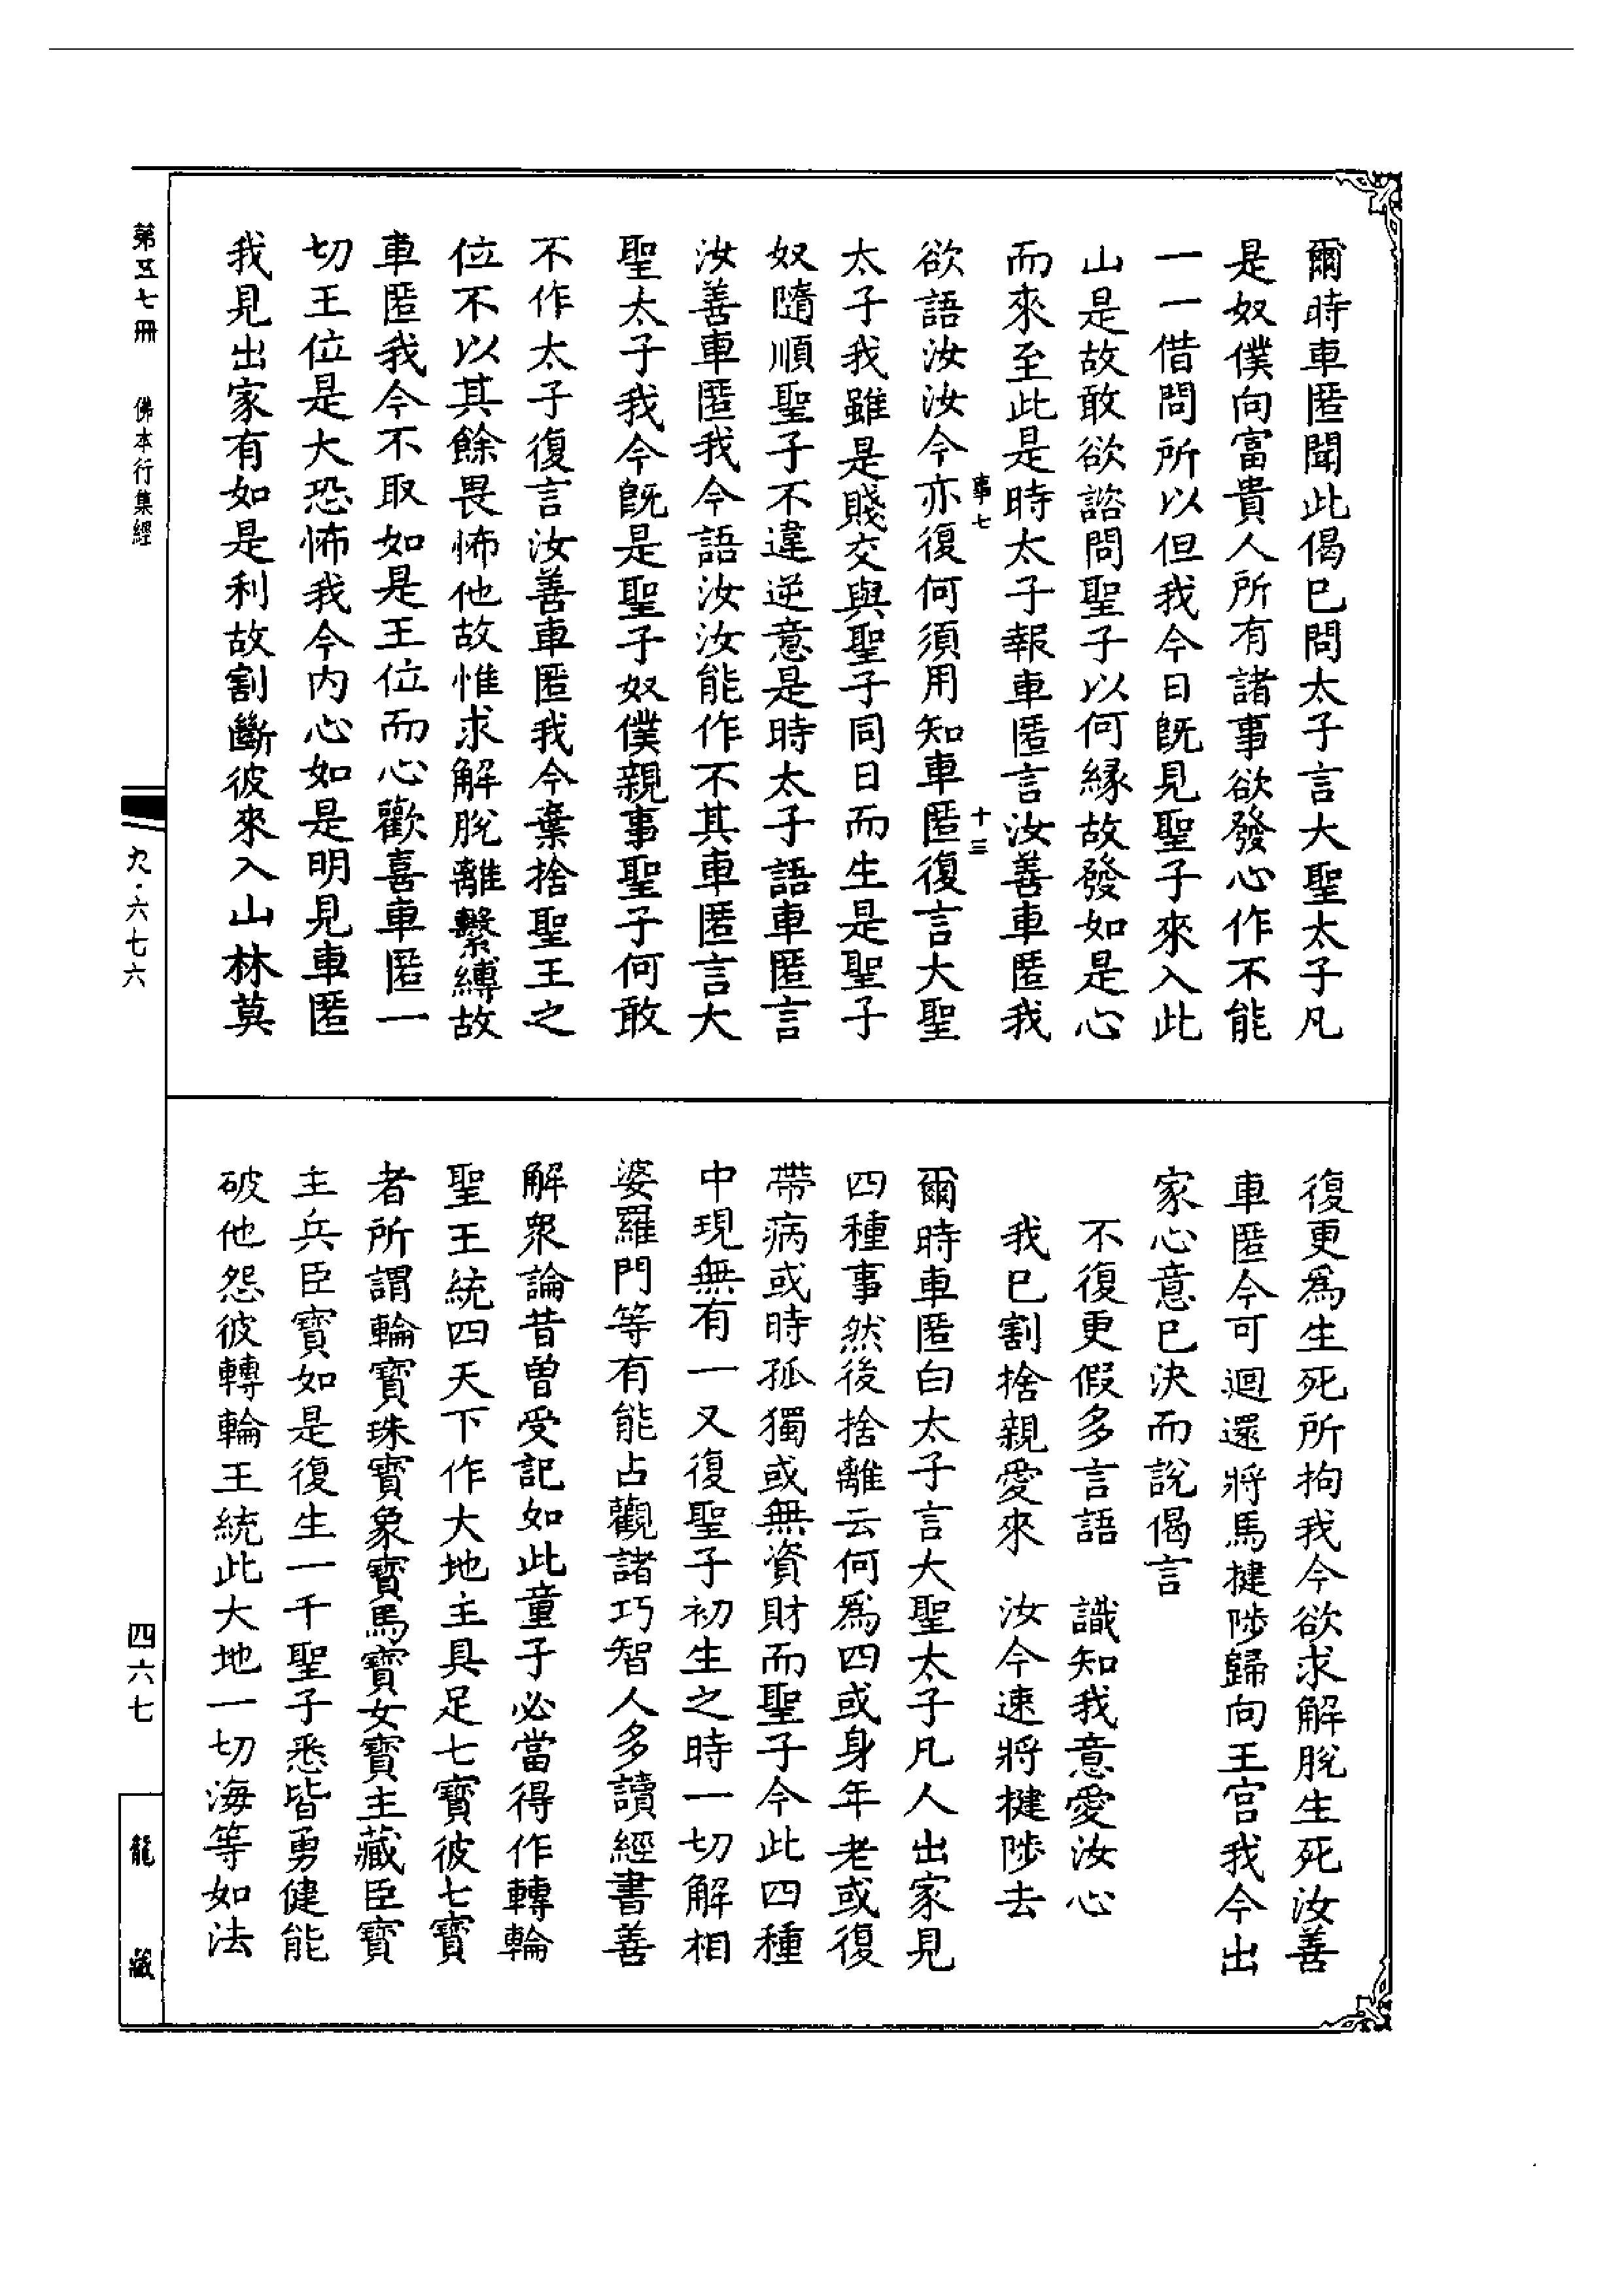 爾時車匿聞此偈已問太子言大聖太子凡
是奴僕向富貴人所有諸事欲發心作不能
一一借問所以但我今日既見聖子來入此
山是故敢欲諮問聖子以何緣故發如是心
而來至此是時太子報車匿言汝善車匿我
事七 十三
欲語汝汝今亦復何須用知車匿復言大聖
太子我雖是賤交與聖子同日而生是聖子
奴隨順聖子不違逆意是時太子語車匿言
汝善車匿我今語汝汝能作不其車匿言大
聖太子我今既是聖子奴僕親事聖子何敢
不作太子復言汝善車匿我今棄捨聖王之
位不以其餘畏怖他故惟求解脫離繫縛故
車匿我今不取如是王位而心歡喜車匿一
切王位是大恐怖我今內心如是明見車匿
我見出家有如是利故割斷彼來入山林莫
復更為生死所拘我今欲求解脫生死汝善
車匿今可迴還將馬揵陟歸向王宮我今出
家心意已決而說偈言
不復更假多言語 識知我意愛汝心
我已割捨親愛來 汝今速將揵陟去
爾時車匿白太子言大聖太子凡人出家見
四種事然後捨離云何為四或身年老或復
帶病或時孤獨或無資財而聖子今此四種
中現無有一又復聖子初生之時一切解相
婆羅門等有能占觀諸巧智人多讀經書善
解眾論昔曾受記如此童子必當得作轉輪
聖王統四天下作大地主具足七寶彼七寶
者所謂輪寶珠寶象寶馬寶女寶主藏臣寶
主兵臣寶如是復生一千聖子悉皆勇健能
破他怨彼轉輪王統此大地一切海等如法
第五七冊 佛本行集經
九·六七六
四六七
龍藏